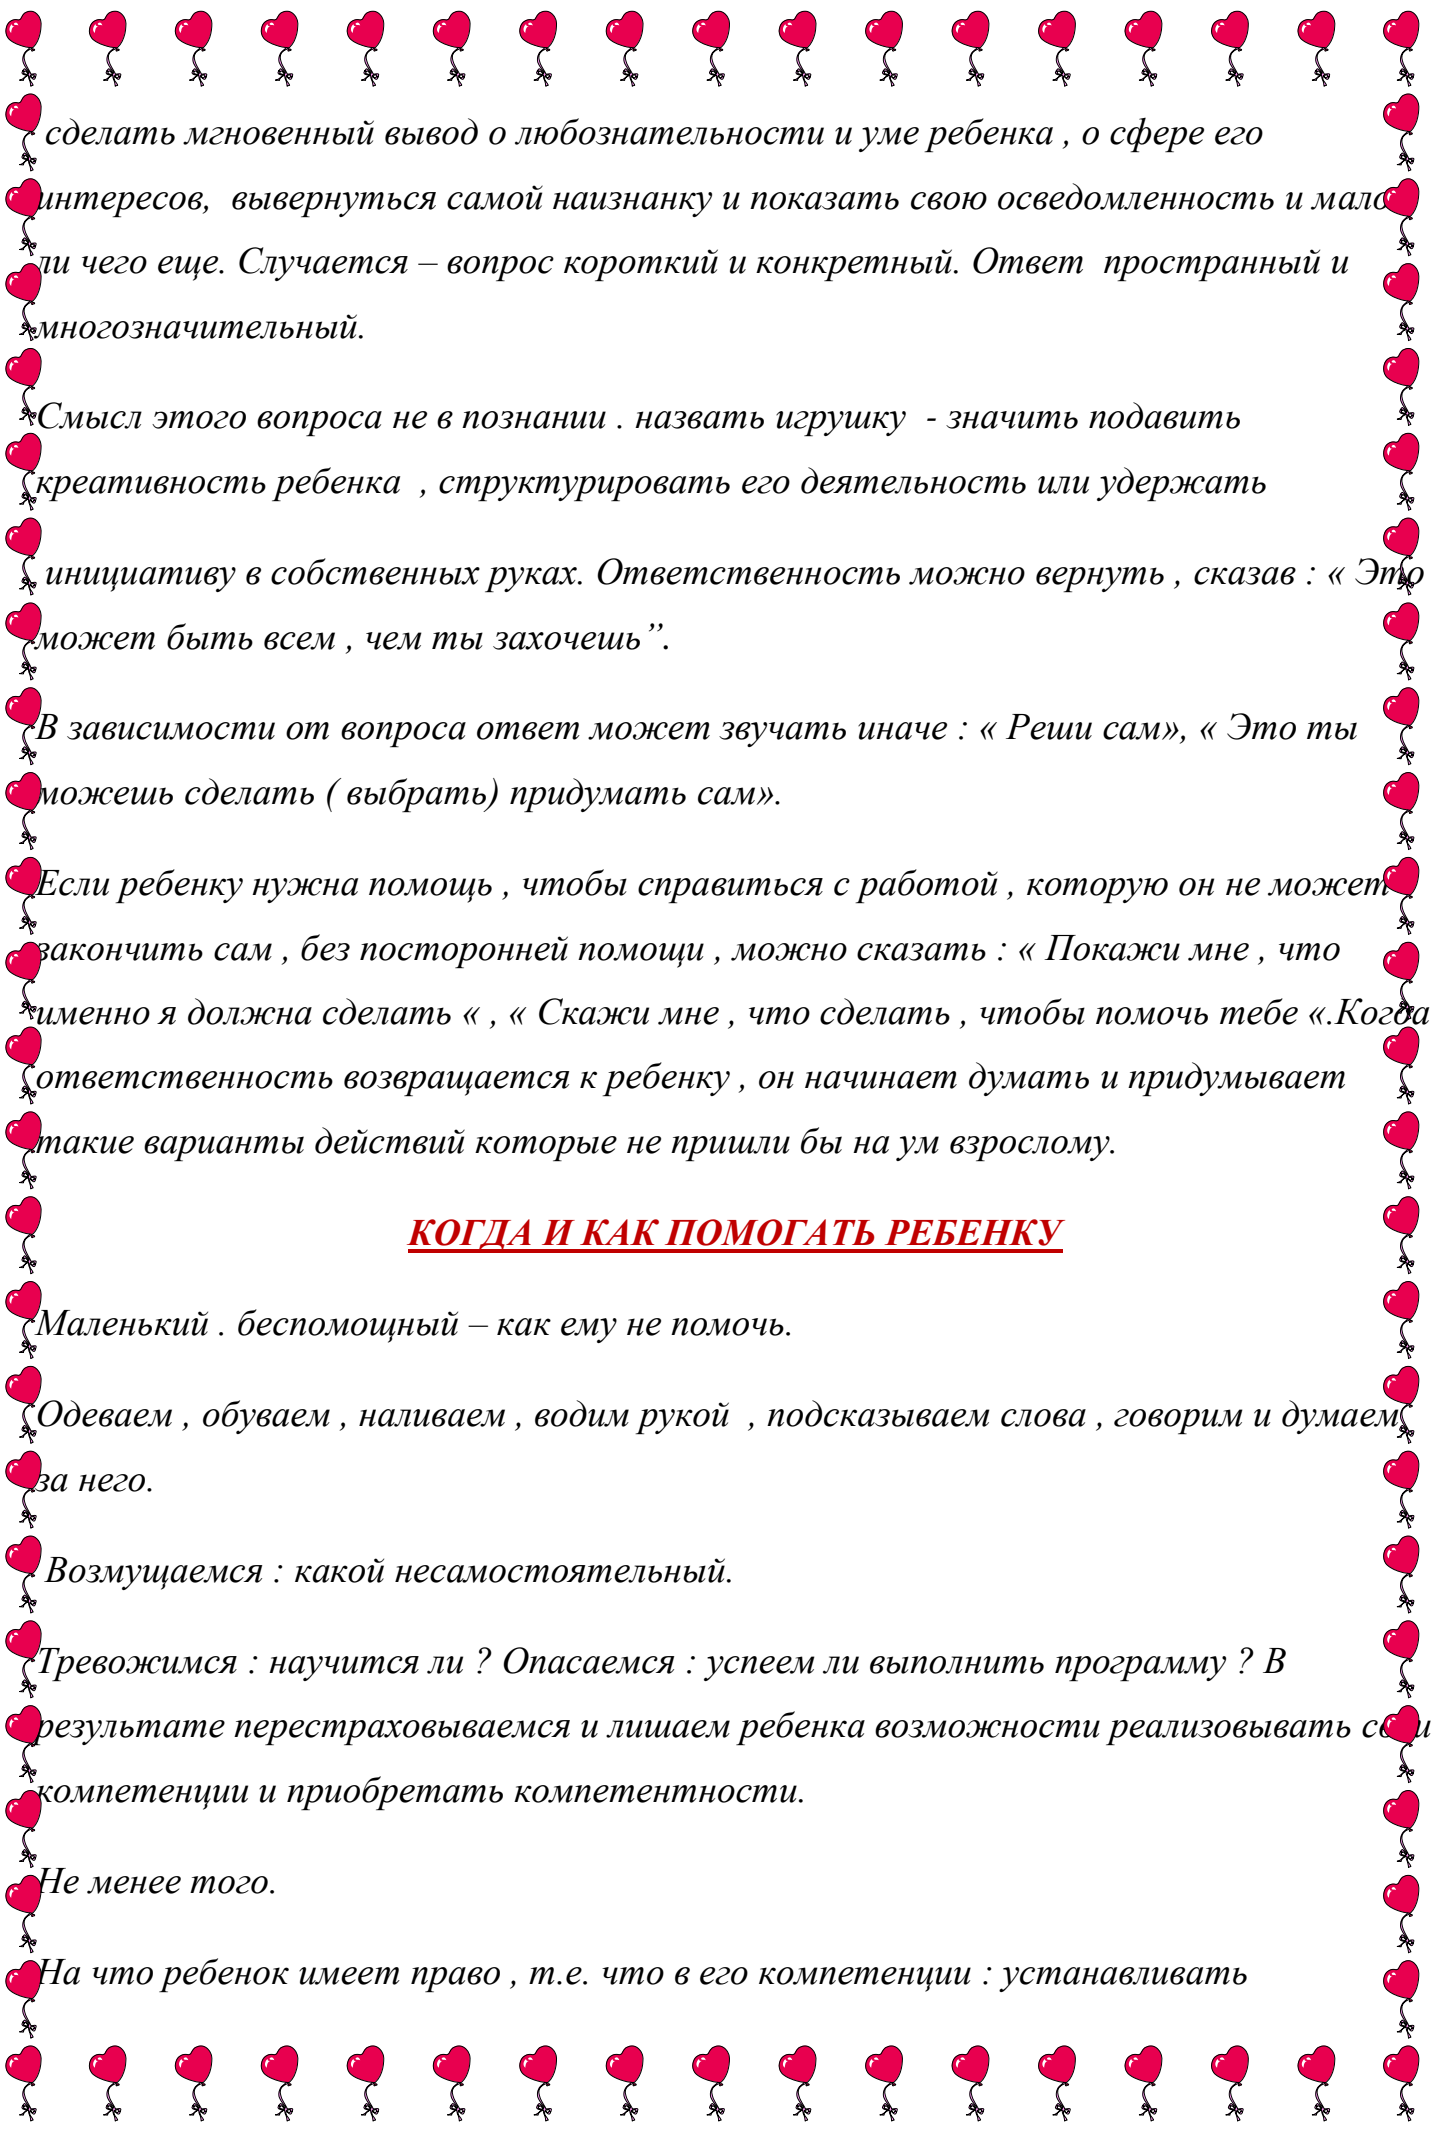 сделать мгновенный вывод о любознательности и уме ребенка , о сфере его
интересов, вывернуться самой наизнанку и показать свою осведомленность и мало
ли чего еще. Случается – вопрос короткий и конкретный. Ответ пространный и
многозначительный.
Смысл этого вопроса не в познании . назвать игрушку - значить подавить
креативность ребенка , структурировать его деятельность или удержать
инициативу в собственных руках. Ответственность можно вернуть , сказав : « Это
может быть всем , чем ты захочешь”.
В зависимости от вопроса ответ может звучать иначе : « Реши сам», « Это ты
можешь сделать ( выбрать) придумать сам».
Если ребенку нужна помощь , чтобы справиться с работой , которую он не может
закончить сам , без посторонней помощи , можно сказать : « Покажи мне , что
именно я должна сделать « , « Скажи мне , что сделать , чтобы помочь тебе «.Когда
ответственность возвращается к ребенку , он начинает думать и придумывает
такие варианты действий которые не пришли бы на ум взрослому.
КОГДА И КАК ПОМОГАТЬ РЕБЕНКУ
Маленький . беспомощный – как ему не помочь.
Одеваем , обуваем , наливаем , водим рукой , подсказываем слова , говорим и думаем
за него.
Возмущаемся : какой несамостоятельный.
Тревожимся : научится ли ? Опасаемся : успеем ли выполнить программу ? В
результате перестраховываемся и лишаем ребенка возможности реализовывать свои
компетенции и приобретать компетентности.
Не менее того.
На что ребенок имеет право , т.е. что в его компетенции : устанавливать